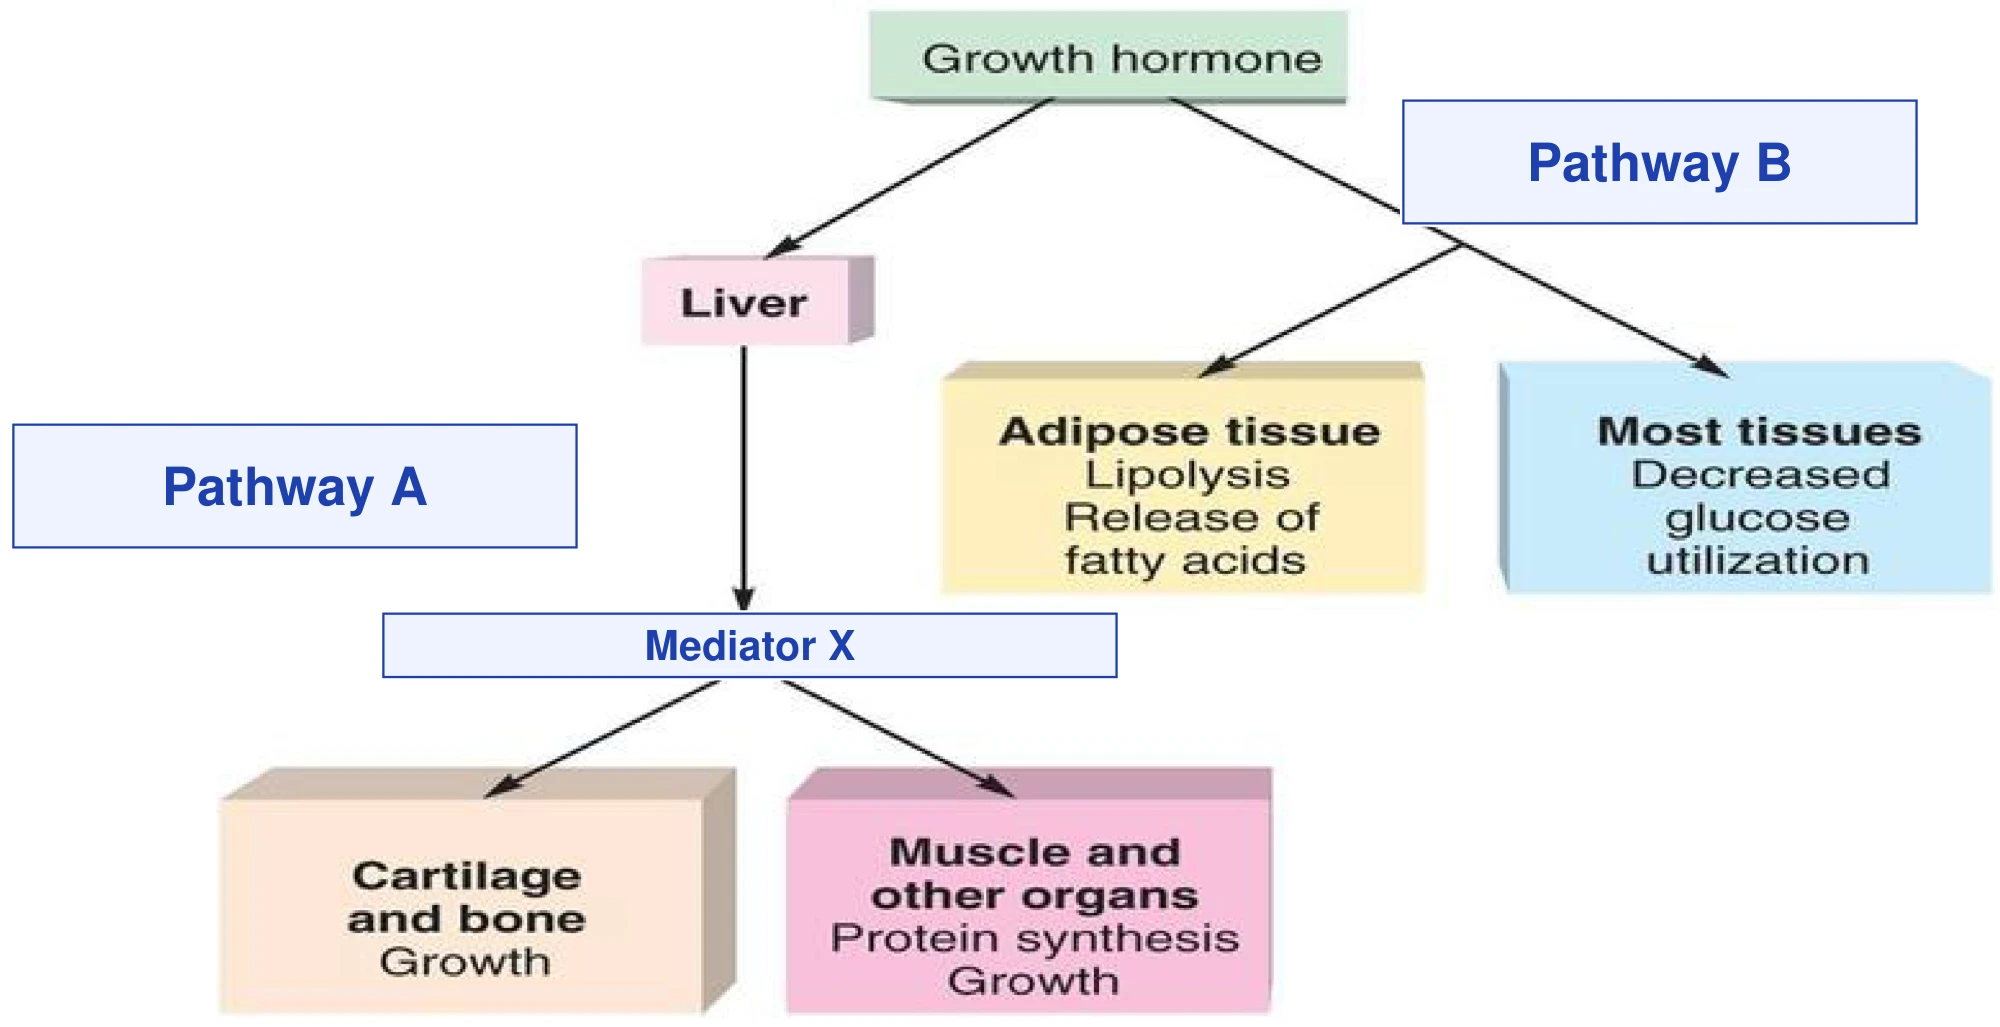 Growth hormone
Pathway B
Liver
Pathway A
Adipose tissue
Lipolysis
Release of
fatty acids
Most tissues
Decreased
glucose
utilization
Mediator X
Cartilage
and bone
Growth
Muscle and
other organs
Protein synthesis
Growth